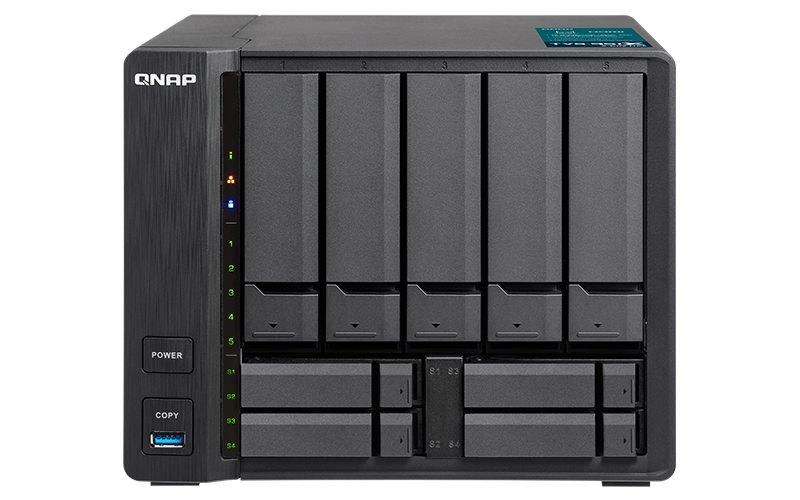 QNAP
1 2 3 4 5
QNAP
i
1
2
3
4
5
POWER
S1
S2
COPY
S3
S4
S1 S3
S2 S4